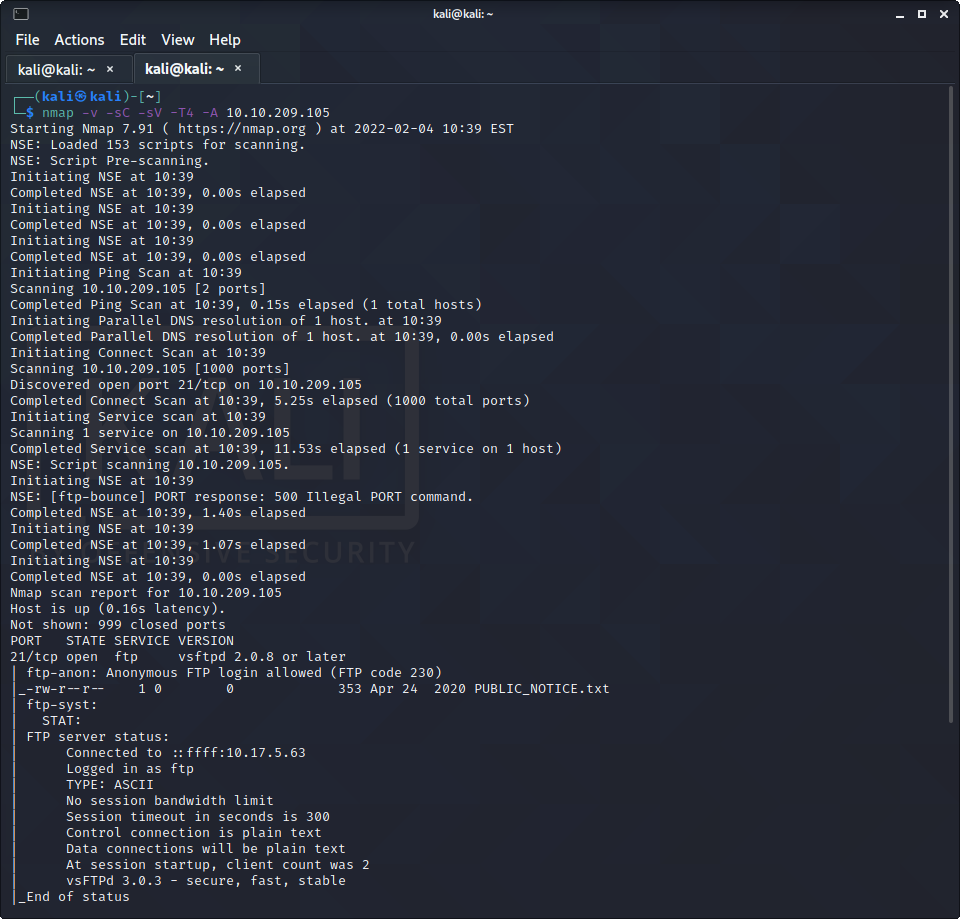 kali@kali: ~
File Actions Edit View Help
kali@kali: ~ × kali@kali: ~ ×
┌──(kali㉿kali)-[~]
└─$ nmap -v -sC -sV -T4 -A 10.10.209.105
Starting Nmap 7.91 ( https://nmap.org ) at 2022-02-04 10:39 EST
NSE: Loaded 153 scripts for scanning.
NSE: Script Pre-scanning.
Initiating NSE at 10:39
Completed NSE at 10:39, 0.00s elapsed
Initiating NSE at 10:39
Completed NSE at 10:39, 0.00s elapsed
Initiating NSE at 10:39
Completed NSE at 10:39, 0.00s elapsed
Initiating Ping Scan at 10:39
Scanning 10.10.209.105 [2 ports]
Completed Ping Scan at 10:39, 0.15s elapsed (1 total hosts)
Initiating Parallel DNS resolution of 1 host. at 10:39
Completed Parallel DNS resolution of 1 host. at 10:39, 0.00s elapsed
Initiating Connect Scan at 10:39
Scanning 10.10.209.105 [1000 ports]
Discovered open port 21/tcp on 10.10.209.105
Completed Connect Scan at 10:39, 5.25s elapsed (1000 total ports)
Initiating Service scan at 10:39
Scanning 1 service on 10.10.209.105
Completed Service scan at 10:39, 11.53s elapsed (1 service on 1 host)
NSE: Script scanning 10.10.209.105.
Initiating NSE at 10:39
NSE: [ftp-bounce] PORT response: 500 Illegal PORT command.
Completed NSE at 10:39, 1.40s elapsed
Initiating NSE at 10:39
Completed NSE at 10:39, 1.07s elapsed
Initiating NSE at 10:39
Completed NSE at 10:39, 0.00s elapsed
Nmap scan report for 10.10.209.105
Host is up (0.16s latency).
Not shown: 999 closed ports
PORT   STATE SERVICE VERSION
21/tcp open  ftp     vsftpd 2.0.8 or later
| ftp-anon: Anonymous FTP login allowed (FTP code 230)
|_-rw-r--r--    1 0        0             353 Apr 24  2020 PUBLIC_NOTICE.txt
| ftp-syst:
|   STAT:
| FTP server status:
|      Connected to ::ffff:10.17.5.63
|      Logged in as ftp
|      TYPE: ASCII
|      No session bandwidth limit
|      Session timeout in seconds is 300
|      Control connection is plain text
|      Data connections will be plain text
|      At session startup, client count was 2
|      vsFTPd 3.0.3 - secure, fast, stable
|_End of status
KALI
OFFENSIVE SECURITY